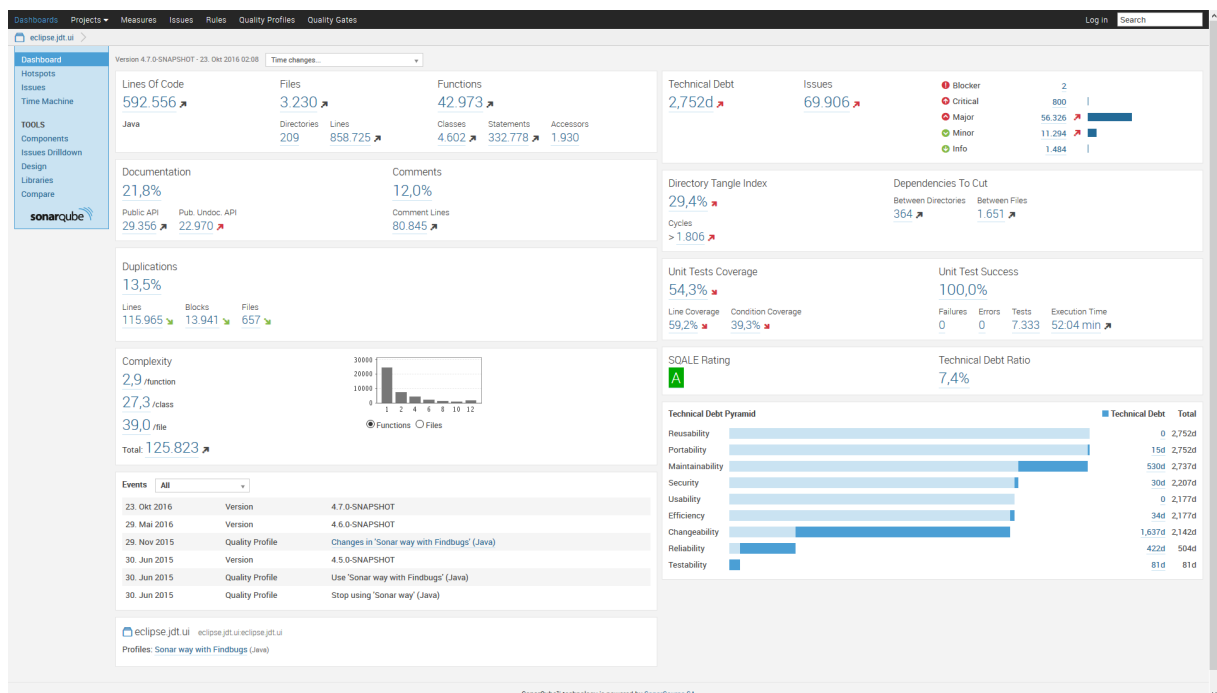 Dashboards Projects Measures Issues Rules Quality Profiles Quality Gates Log in Search
eclipse.jdt.ui
Dashboard
Hotspots
Issues
Time Machine
TOOLS
Components
Issues Drilldown
Design
Libraries
Compare
sonarqube
Version 4.7.0-SNAPSHOT - 23. Okt 2016 02:08 Time changes...
Lines Of Code Files Functions
592.556 3.230 42.973
Java Directories Lines Classes Statements Accessors
209 858.725 4.602 332.778 1.930
Documentation Comments
21,8% 12,0%
Public API Pub. Undoc. API Comment Lines
29.356 22.970 80.845
Duplications
13,5%
Lines Blocks Files
115.965 13.941 657
Complexity
2,9 /function
27,3 /class
39,0 /file
Total: 125.823
30000
20000
10000
0
1 2 4 6 8 10 12
Functions Files
Events All
23. Okt 2016 Version 4.7.0-SNAPSHOT
29. Mai 2016 Version 4.6.0-SNAPSHOT
29. Nov 2015 Quality Profile Changes in 'Sonar way with Findbugs' (Java)
30. Jun 2015 Version 4.5.0-SNAPSHOT
30. Jun 2015 Quality Profile Use 'Sonar way with Findbugs' (Java)
30. Jun 2015 Quality Profile Stop using 'Sonar way' (Java)
eclipse.jdt.ui eclipse.jdt.ui:eclipse.jdt.ui
Profiles: Sonar way with Findbugs (Java)
Technical Debt Issues
2,752d 69.906
Blocker 2
Critical 800
Major 56.326
Minor 11.294
Info 1.484
Directory Tangle Index Dependencies To Cut
29,4% Between Directories Between Files
364 1.651
Cycles
> 1.806
Unit Tests Coverage Unit Test Success
54,3% 100,0%
Line Coverage Condition Coverage Failures Errors Tests Execution Time
59,2% 39,3% 0 0 7.333 52:04 min
SQALE Rating Technical Debt Ratio
A 7,4%
Technical Debt Pyramid Technical Debt Total
Reusability 0 2,752d
Portability 15d 2,752d
Maintainability 530d 2,737d
Security 30d 2,207d
Usability 0 2,177d
Efficiency 34d 2,177d
Changeability 1,637d 2,142d
Reliability 422d 504d
Testability 81d 81d